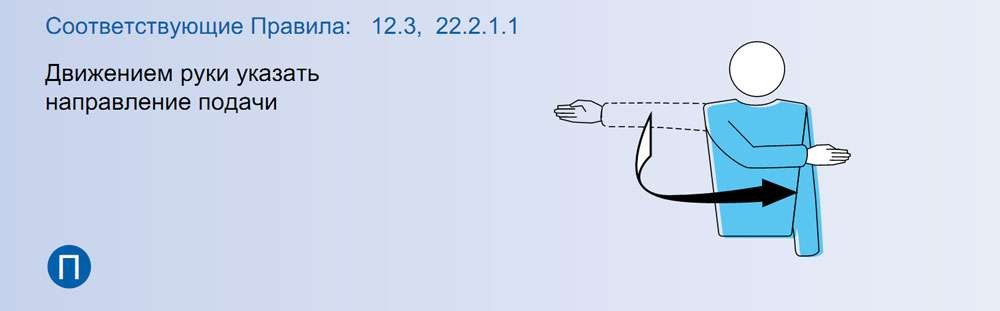 Соответствующие Правила: 12.3, 22.2.1.1
Движением руки указать
направление подачи
П